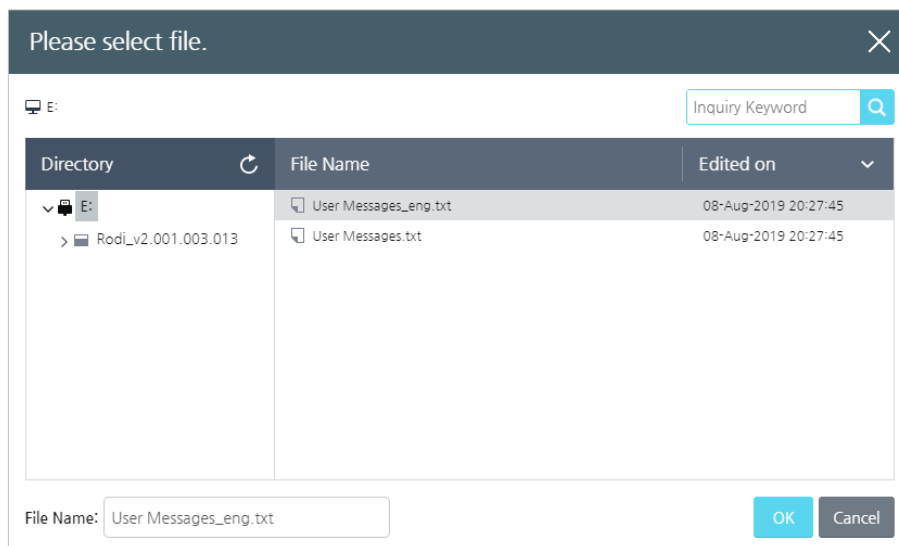 Please select file.
E:
Inquiry Keyword
Directory File Name Edited on
E: User Messages_eng.txt 08-Aug-2019 20:27:45
Rodi_v2.001.003.013 User Messages.txt 08-Aug-2019 20:27:45
File Name: User Messages_eng.txt OK Cancel